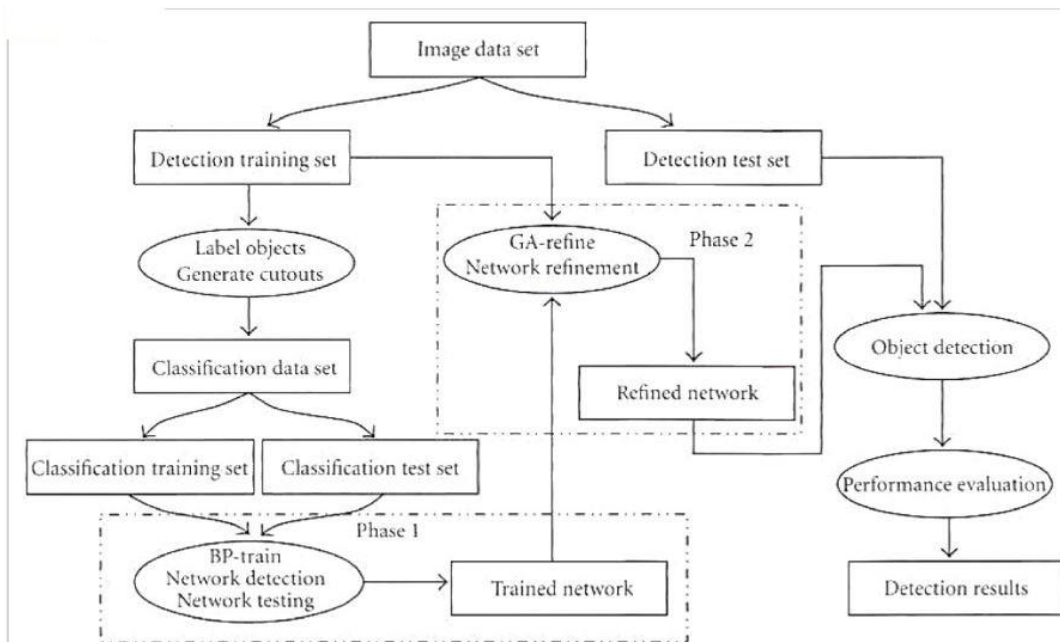 Image data set
Detection training set
Detection test set
Label objects
Generate cutouts
GA-refine
Network refinement
Phase 2
Object detection
Classification data set
Refined network
Classification training set
Classification test set
Performance evaluation
Phase 1
BP-train
Network detection
Network testing
Trained network
Detection results